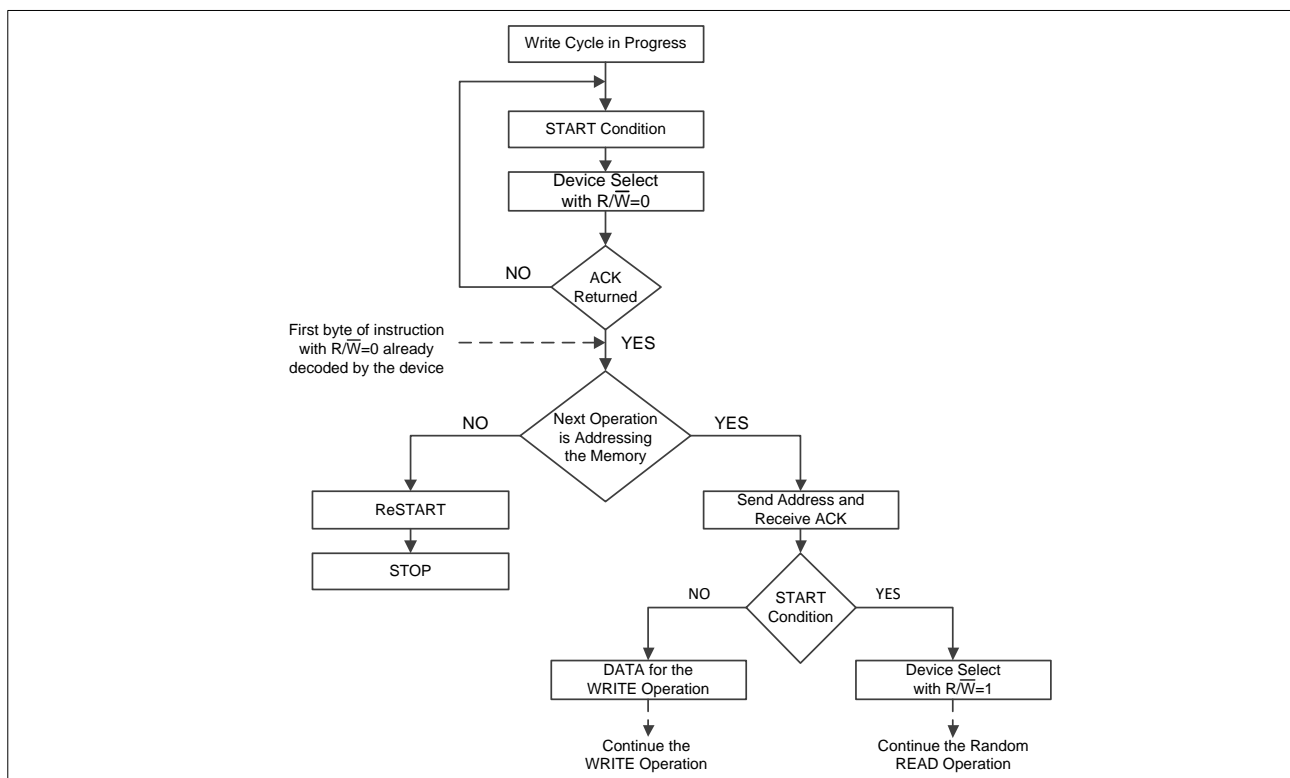 Write Cycle in Progress
START Condition
Device Select
with R/W̅=0
NO
ACK
Returned
First byte of instruction
with R/W̅=0 already
decoded by the device
YES
NO
Next Operation
is Addressing
the Memory
YES
ReSTART
Send Address and
Receive ACK
STOP
NO
START
Condition
YES
DATA for the
WRITE Operation
Device Select
with R/W̅=1
Continue the
WRITE Operation
Continue the Random
READ Operation